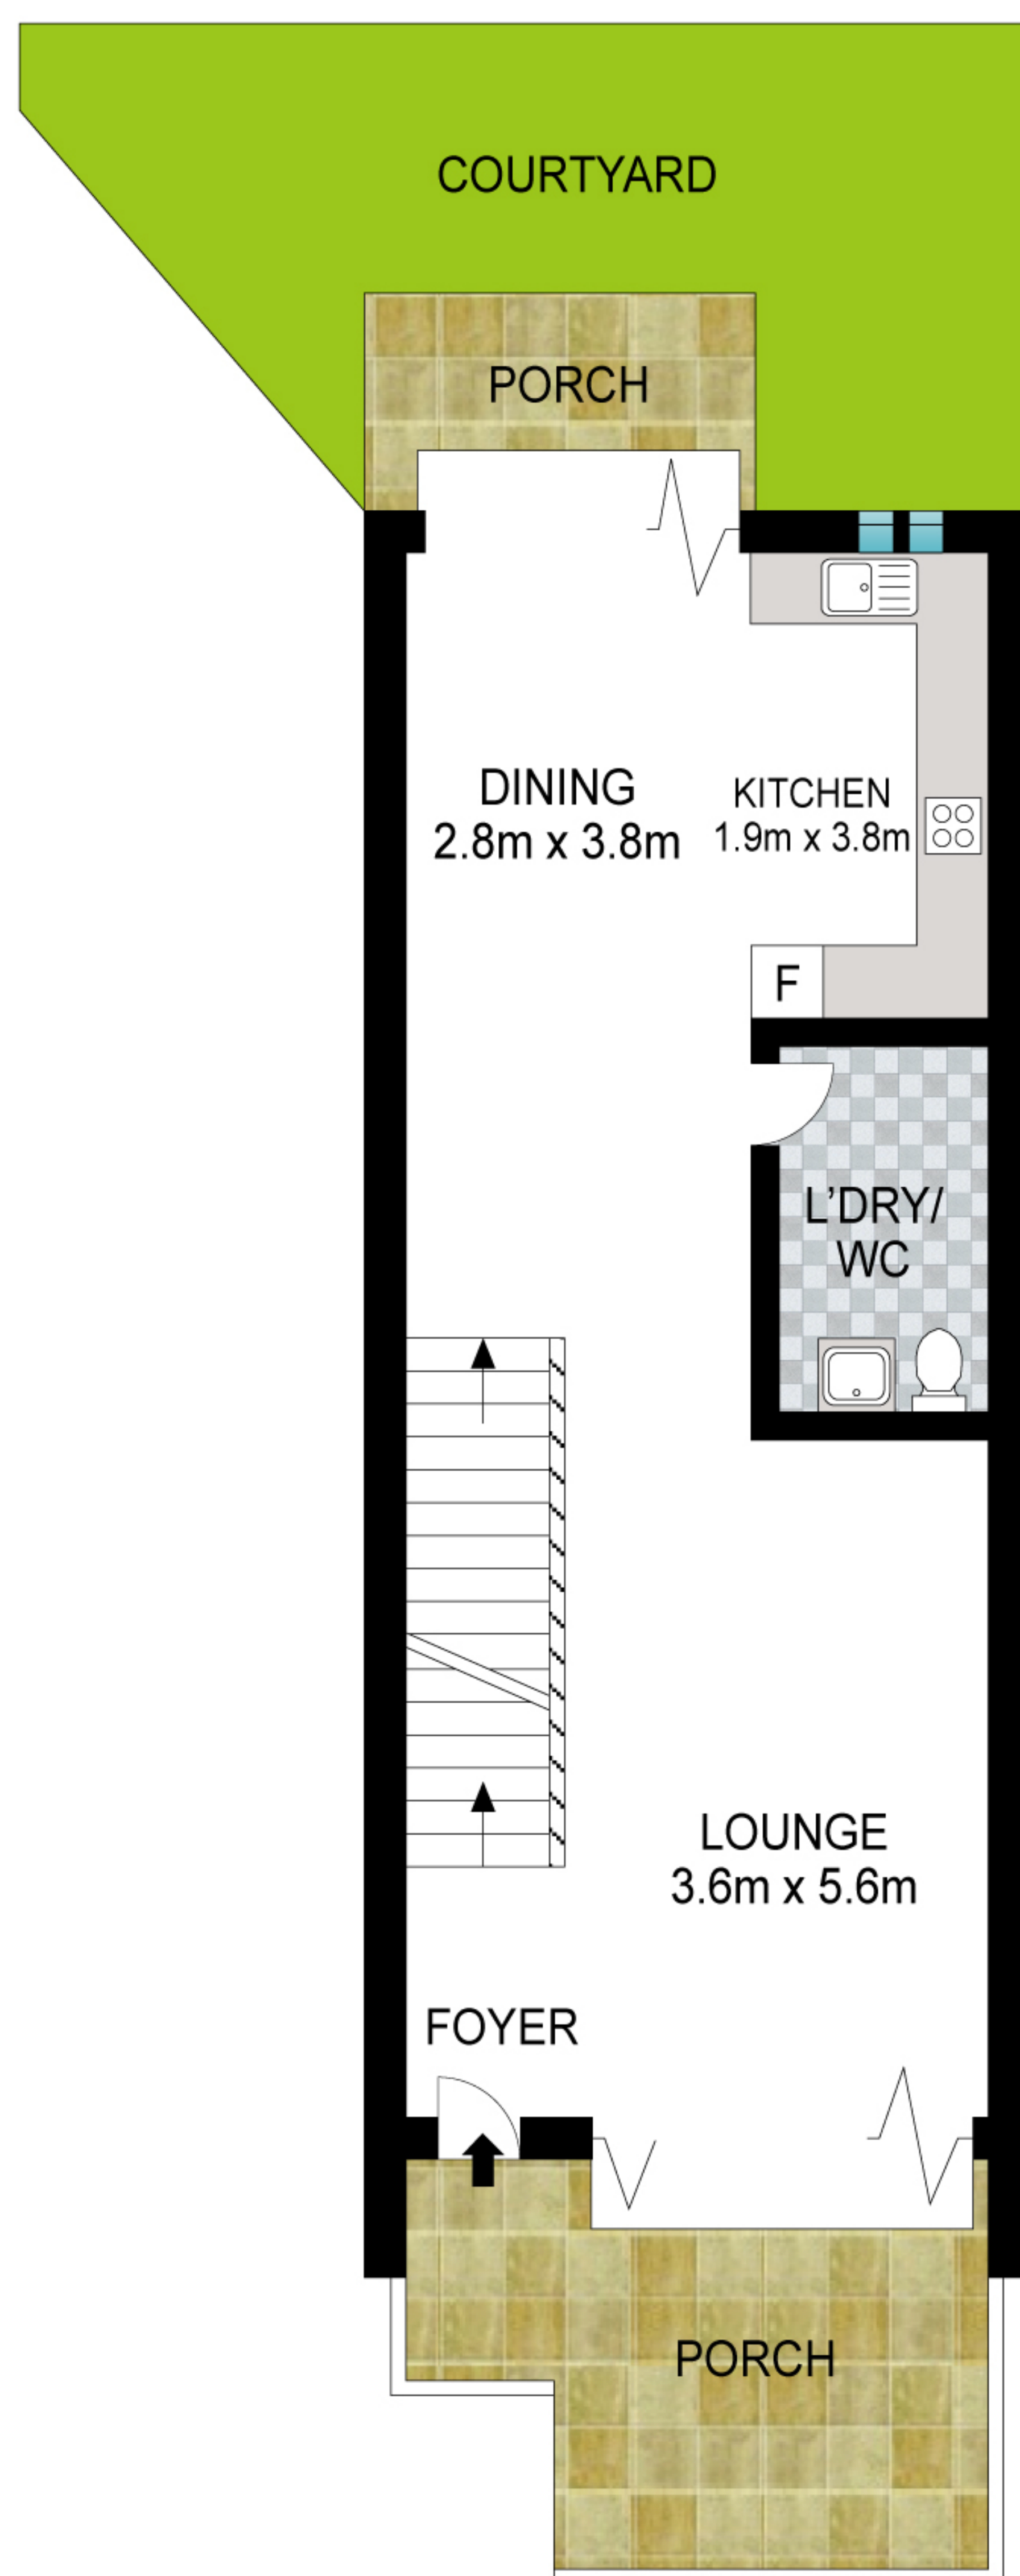 COURTYARD
PORCH
DINING
2.8m x 3.8m
KITCHEN
1.9m x 3.8m
F
L'DRY/
WC
LOUNGE
3.6m x 5.6m
FOYER
PORCH